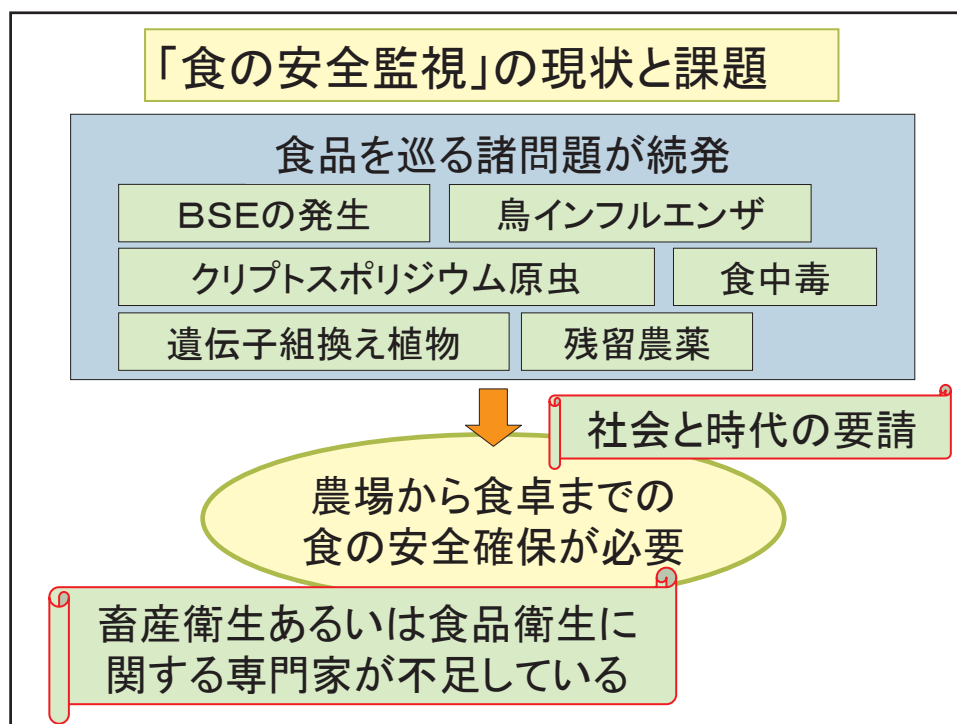 「食の安全監視」の現状と課題
食品を巡る諸問題が続発
ＢＳＥの発生
鳥インフルエンザ
クリプトスポリジウム原虫
食中毒
遺伝子組換え植物
残留農薬
社会と時代の要請
農場から食卓までの
食の安全確保が必要
畜産衛生あるいは食品衛生に
関する専門家が不足している